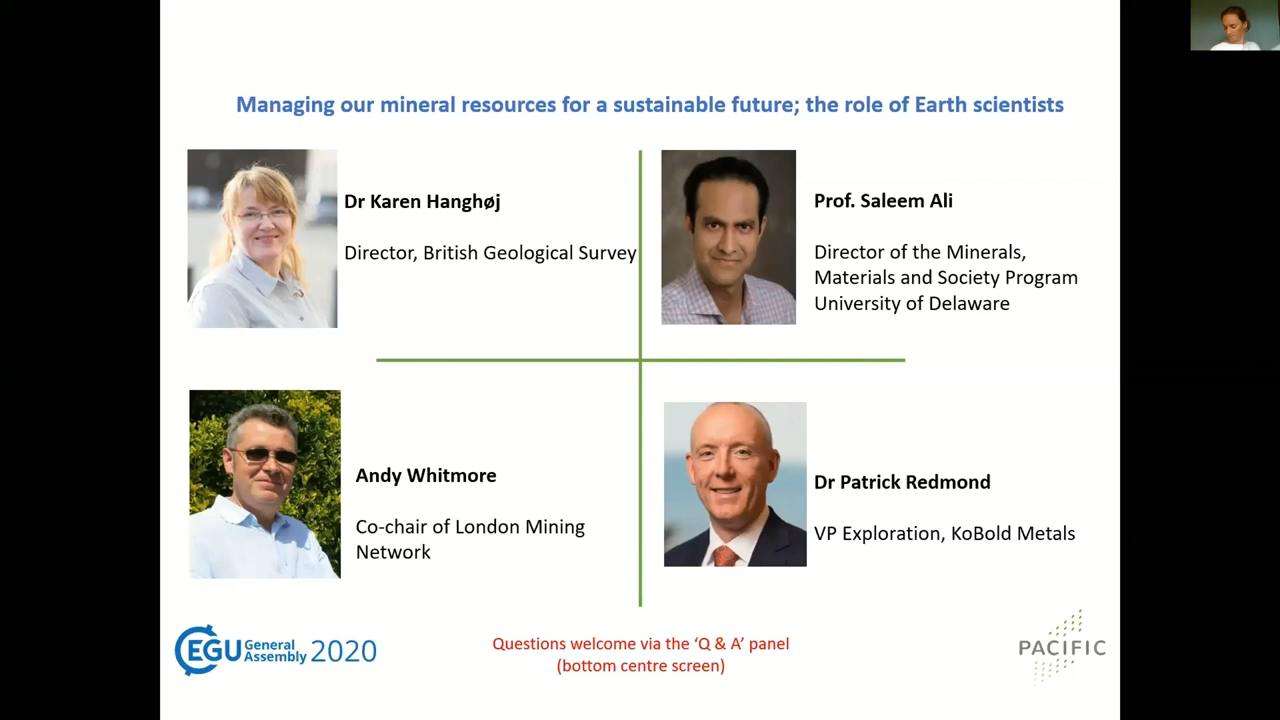 Managing our mineral resources for a sustainable future; the role of Earth scientists
Dr Karen Hanghøj
Director, British Geological Survey
Prof. Saleem Ali
Director of the Minerals,
Materials and Society Program
University of Delaware
Andy Whitmore
Co-chair of London Mining
Network
Dr Patrick Redmond
VP Exploration, KoBold Metals
EGU General
Assembly 2020
Questions welcome via the ‘Q & A’ panel
(bottom centre screen)
PACIFIC